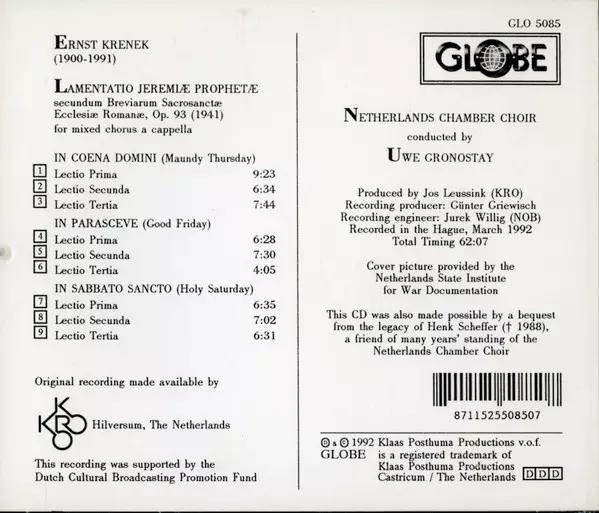 ERNST KRENEK
(1900-1991)
LAMENTATIO JEREMIÆ PROPHETÆ
secundum Breviarum Sacrosanctæ
Ecclesiæ Romanæ, Op. 93 (1941)
for mixed chorus a cappella
IN COENA DOMINI (Maundy Thursday)
1 Lectio Prima 9:23
2 Lectio Secunda 6:34
3 Lectio Tertia 7:44
IN PARASCEVE (Good Friday)
4 Lectio Prima 6:28
5 Lectio Secunda 7:30
6 Lectio Tertia 4:05
IN SABBATO SANCTO (Holy Saturday)
7 Lectio Prima 6:35
8 Lectio Secunda 7:02
9 Lectio Tertia 6:31
Original recording made available by
KRO
Hilversum, The Netherlands
This recording was supported by the
Dutch Cultural Broadcasting Promotion Fund
GLO 5085
GLOBE
NETHERLANDS CHAMBER CHOIR
conducted by
UWE GRONOSTAY
Produced by Jos Leussink (KRO)
Recording producer: Günter Griewisch
Recording engineer: Jurek Willig (NOB)
Recorded in the Hague, March 1992
Total Timing 62:07
Cover picture provided by the
Netherlands State Institute
for War Documentation
This CD was also made possible by a bequest
from the legacy of Henk Scheffer († 1988),
a friend of many years' standing of the
Netherlands Chamber Choir
8711525508507
℗ & © 1992 Klaas Posthuma Productions v.o.f.
GLOBE is a registered trademark of
Klaas Posthuma Productions
Castricum / The Netherlands DDD